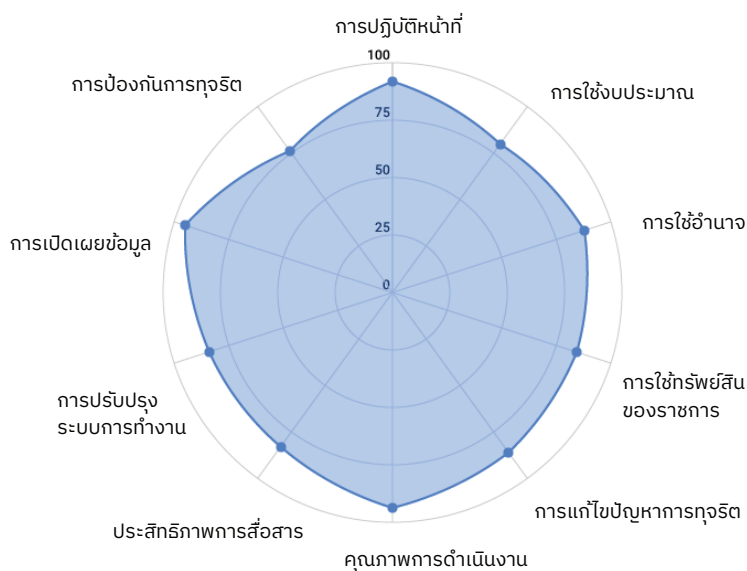 การปฏิบัติหน้าที่
100
การป้องกันการทุจริต
การใช้งบประมาณ
75
50
การใช้อำนาจ
การเปิดเผยข้อมูล
25
0
การใช้ทรัพย์สิน
ของราชการ
การปรับปรุง
ระบบการทำงาน
การแก้ไขปัญหาการทุจริต
ประสิทธิภาพการสื่อสาร
คุณภาพการดำเนินงาน